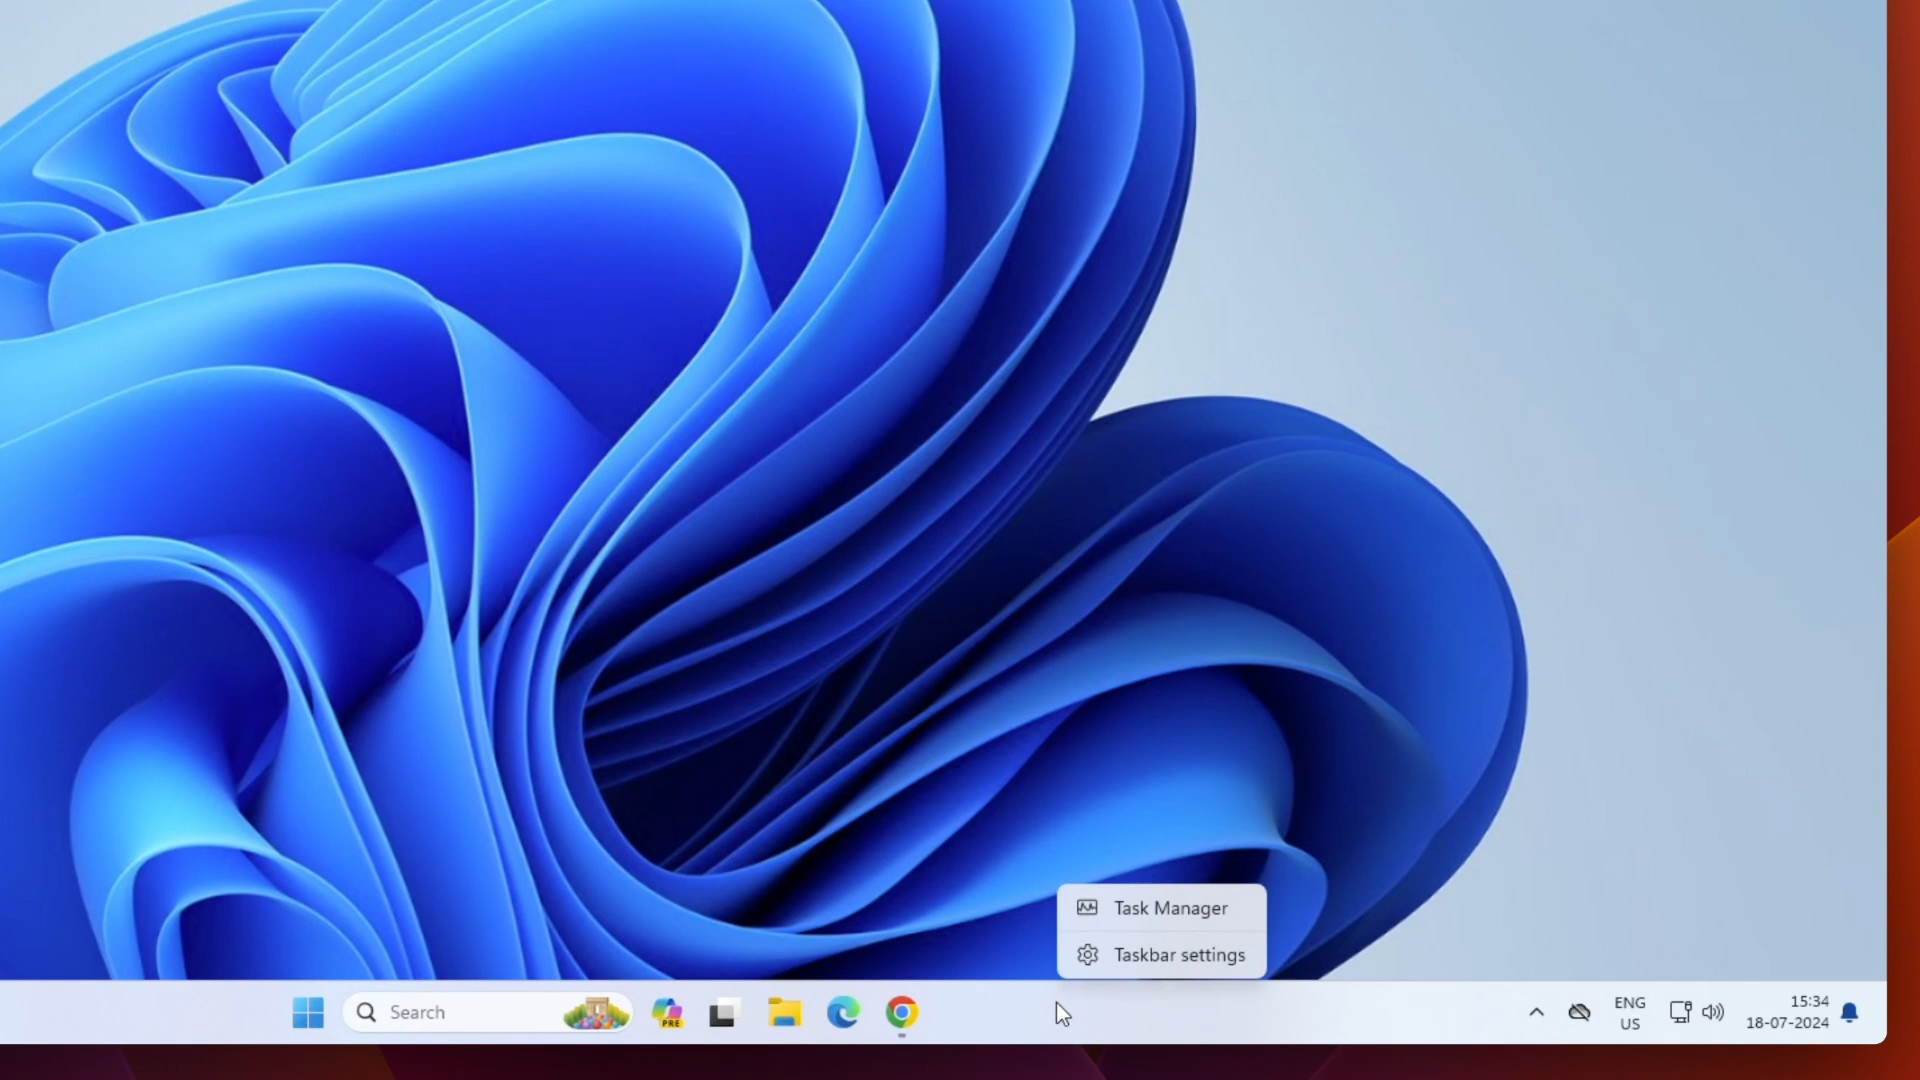 Task Manager
Taskbar settings
Search
PRE
ENG
US
15:34
18-07-2024